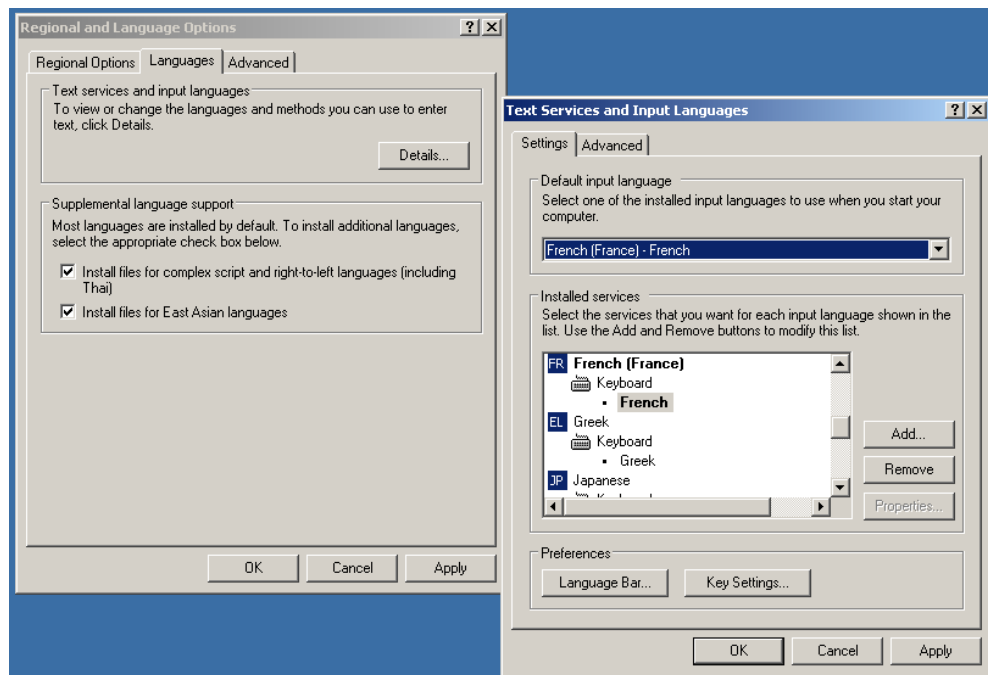 Regional and Language Options
Regional Options Languages Advanced
Text services and input languages
To view or change the languages and methods you can use to enter
text, click Details.
Details...
Supplemental language support
Most languages are installed by default. To install additional languages,
select the appropriate check box below.
Install files for complex script and right-to-left languages (including
Thai)
Install files for East Asian languages
OK Cancel Apply
Text Services and Input Languages
Settings Advanced
Default input language
Select one of the installed input languages to use when you start your
computer.
French (France) - French
Installed services
Select the services that you want for each input language shown in the
list. Use the Add and Remove buttons to modify this list.
FR French (France)
Keyboard
• French
EL Greek
Keyboard
• Greek
JP Japanese
Add...
Remove
Properties...
Preferences
Language Bar... Key Settings...
OK Cancel Apply